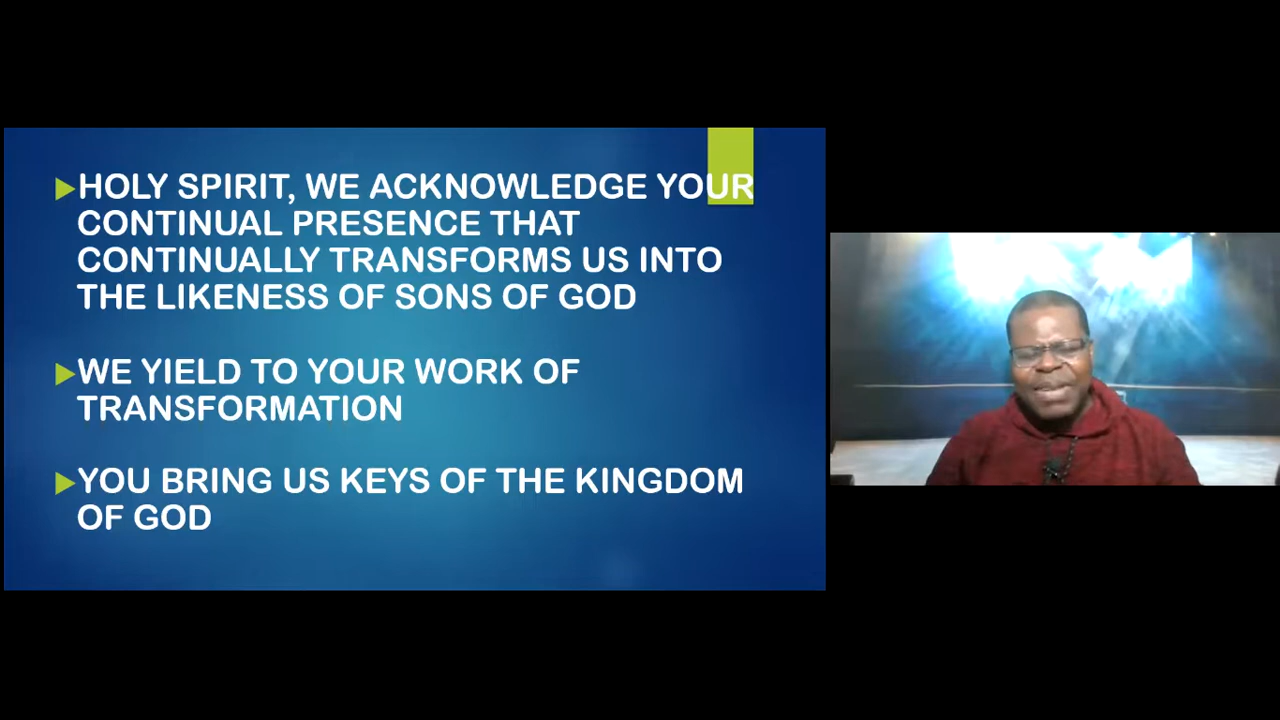 HOLY SPIRIT, WE ACKNOWLEDGE YOUR
CONTINUAL PRESENCE THAT
CONTINUALLY TRANSFORMS US INTO
THE LIKENESS OF SONS OF GOD
WE YIELD TO YOUR WORK OF
TRANSFORMATION
YOU BRING US KEYS OF THE KINGDOM
OF GOD